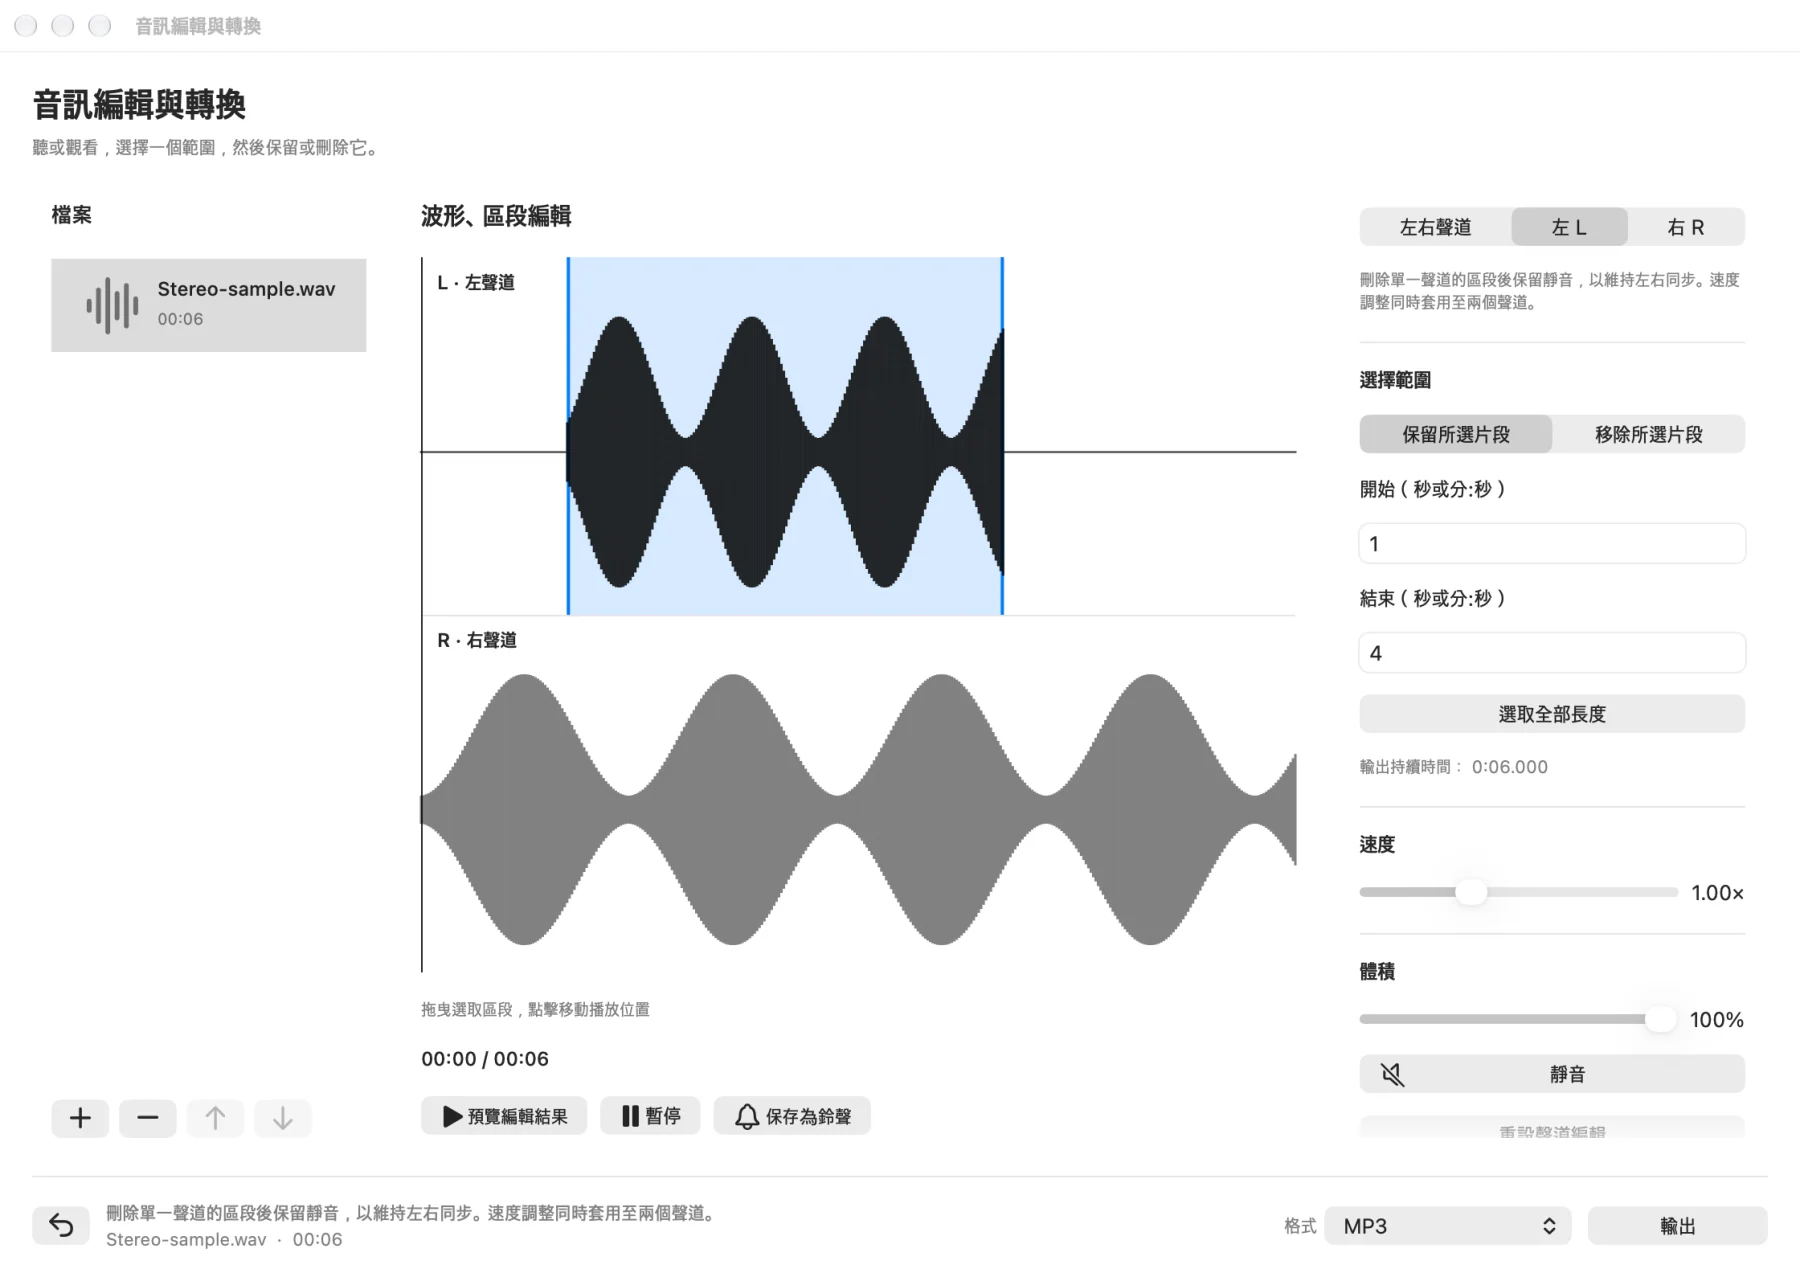 音訊編輯與轉換
音訊編輯與轉換
聽或觀看，選擇一個範圍，然後保留或刪除它。
檔案
Stereo-sample.wav
00:06
波形、區段編輯
L · 左聲道
R · 右聲道
拖曳選取區段，點擊移動播放位置
00:00 / 00:06
預覽編輯結果
暫停
保存為鈴聲
左右聲道
左 L
右 R
刪除單一聲道的區段後保留靜音，以維持左右同步。速度
調整同時套用至兩個聲道。
選擇範圍
保留所選片段
移除所選片段
開始（秒或分:秒）
1
結束（秒或分:秒）
4
選取全部長度
輸出持續時間： 0:06.000
速度
1.00×
體積
100%
靜音
重設聲道編輯
刪除單一聲道的區段後保留靜音，以維持左右同步。速度調整同時套用至兩個聲道。
Stereo-sample.wav · 00:06
格式
MP3
輸出